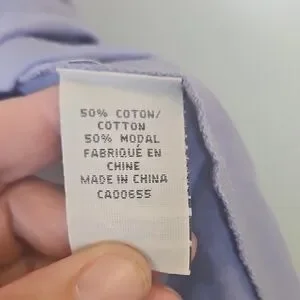 50% COTON/
COTTON
50% MODAL
FABRIQUÉ EN
CHINE
MADE IN CHINA
CA00655